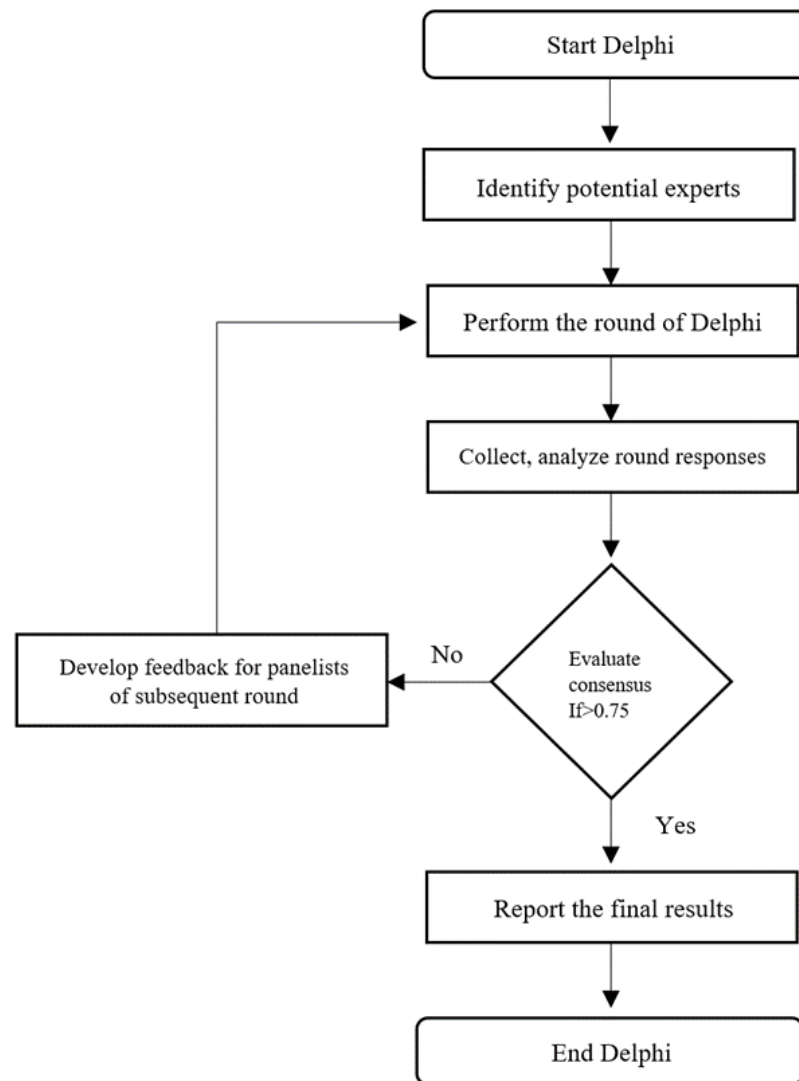 Start Delphi
Identify potential experts
Perform the round of Delphi
Collect, analyze round responses
Evaluate
consensus
If>0.75
No
Develop feedback for panelists
of subsequent round
Yes
Report the final results
End Delphi